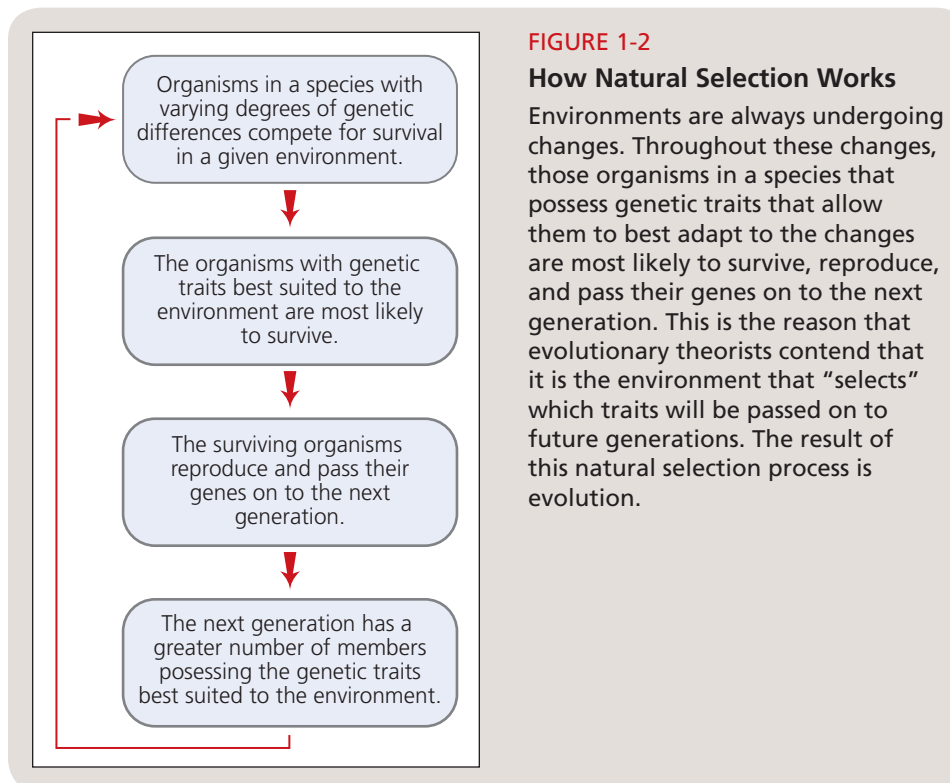 Organisms in a species with
varying degrees of genetic
differences compete for survival
in a given environment.
The organisms with genetic
traits best suited to the
environment are most likely
to survive.
The surviving organisms
reproduce and pass their
genes on to the next
generation.
The next generation has a
greater number of members
posessing the genetic traits
best suited to the environment.
FIGURE 1-2
How Natural Selection Works
Environments are always undergoing
changes. Throughout these changes,
those organisms in a species that
possess genetic traits that allow
them to best adapt to the changes
are most likely to survive, reproduce,
and pass their genes on to the next
generation. This is the reason that
evolutionary theorists contend that
it is the environment that “selects”
which traits will be passed on to
future generations. The result of
this natural selection process is
evolution.